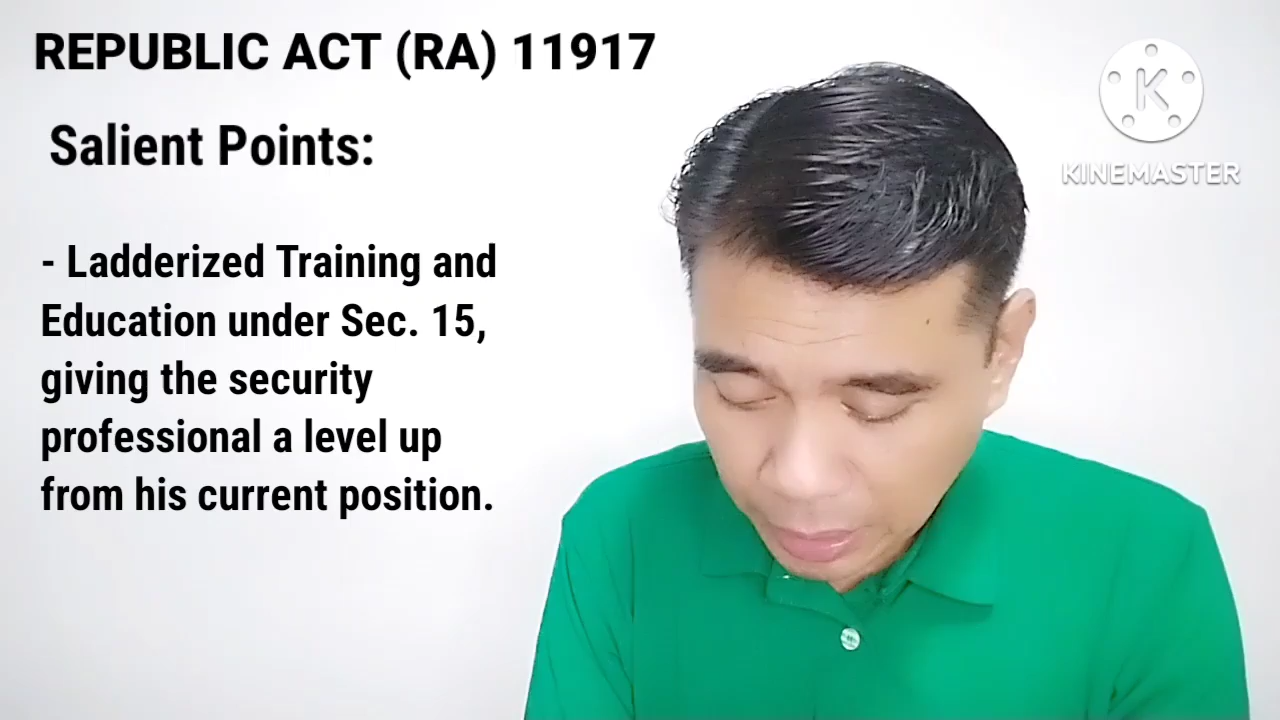 REPUBLIC ACT (RA) 11917
Salient Points:
- Ladderized Training and
Education under Sec. 15,
giving the security
professional a level up
from his current position.
K
KINEMASTER